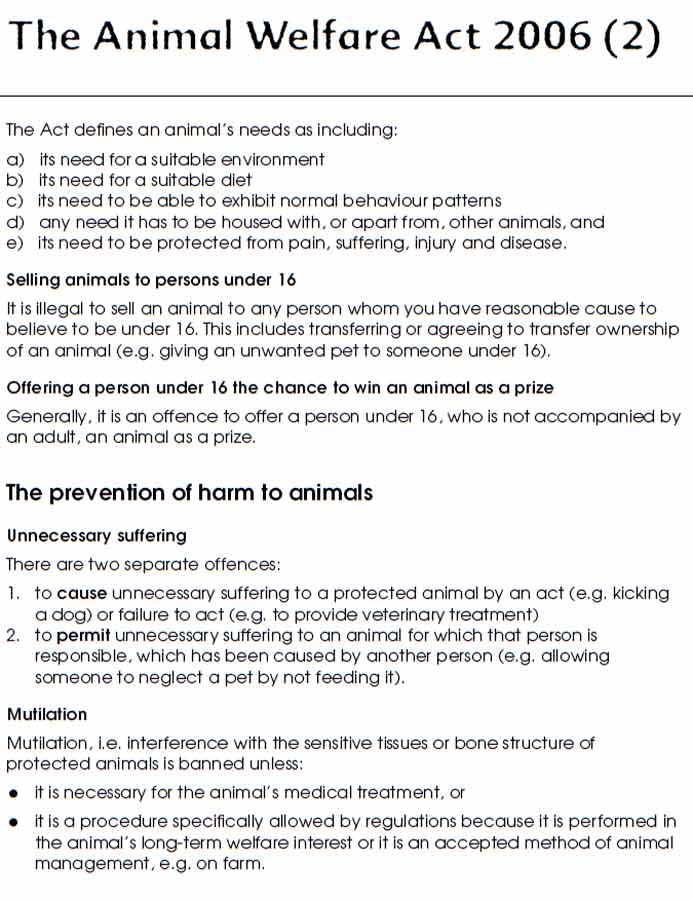 The Animal Welfare Act 2006 (2)
The Act defines an animal's needs as including:
a) its need for a suitable environment
b) its need for a suitable diet
c) its need to be able to exhibit normal behaviour patterns
d) any need it has to be housed with, or apart from, other animals, and
e) its need to be protected from pain, suffering, injury and disease.
Selling animals to persons under 16
It is illegal to sell an animal to any person whom you have reasonable cause to
believe to be under 16. This includes transferring or agreeing to transfer ownership
of an animal (e.g. giving an unwanted pet to someone under 16).
Offering a person under 16 the chance to win an animal as a prize
Generally, it is an offence to offer a person under 16, who is not accompanied by
an adult, an animal as a prize.
The prevention of harm to animals
Unnecessary suffering
There are two separate offences:
1. to cause unnecessary suffering to a protected animal by an act (e.g. kicking
a dog) or failure to act (e.g. to provide veterinary treatment)
2. to permit unnecessary suffering to an animal for which that person is
responsible, which has been caused by another person (e.g. allowing
someone to neglect a pet by not feeding it).
Mutilation
Mutilation, i.e. interference with the sensitive tissues or bone structure of
protected animals is banned unless:
● it is necessary for the animal's medical treatment, or
● it is a procedure specifically allowed by regulations because it is performed in
the animal's long-term welfare interest or it is an accepted method of animal
management, e.g. on farm.